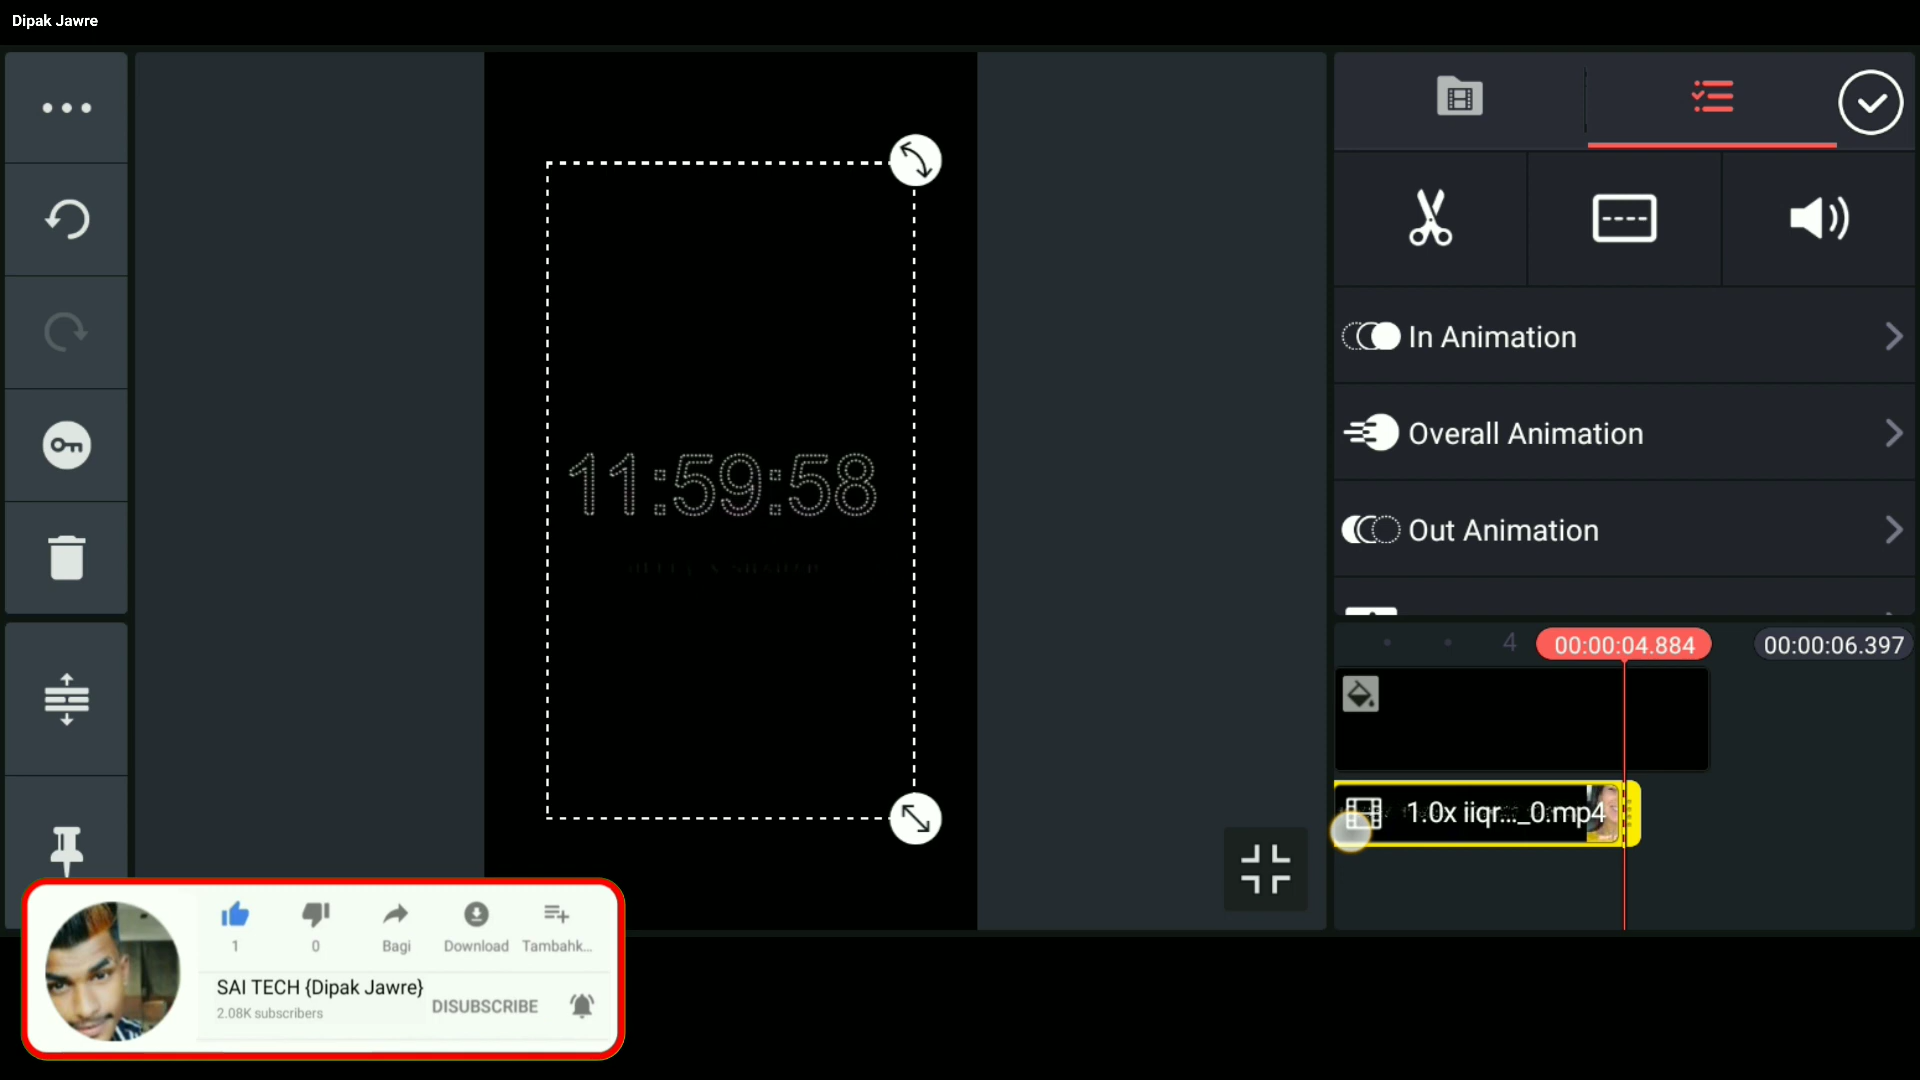 Dipak Jawre
11:59:58
In Animation
Overall Animation
Out Animation
4
00:00:04.884
00:00:06.397
1.0x iiqr..._0.mp4
1
0
Bagi
Download
Tambahk...
SAI TECH {Dipak Jawre}
2.08K subscribers
DISUBSCRIBE